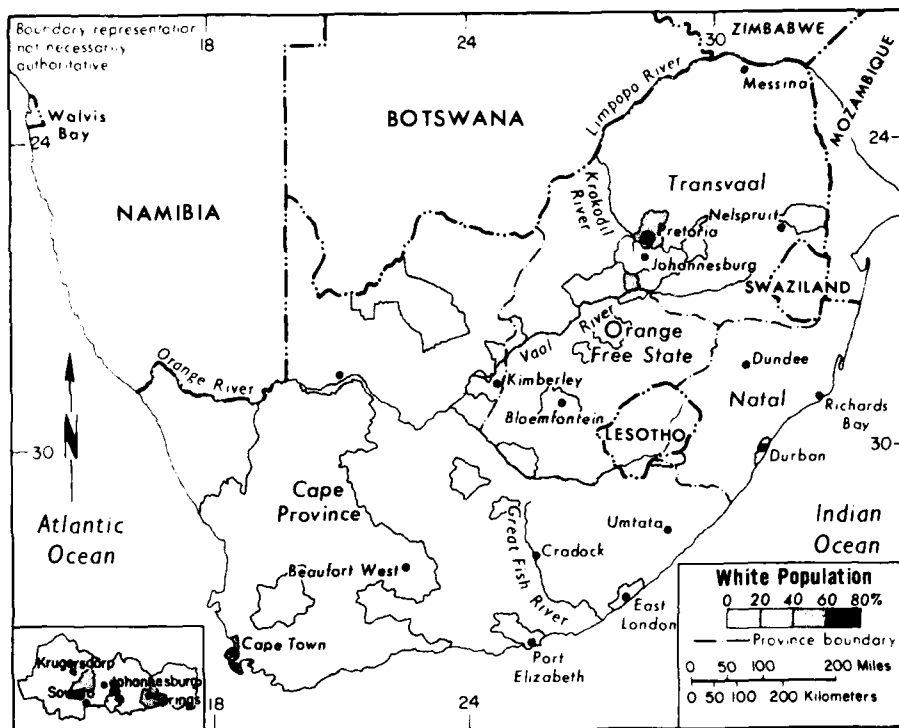 Boundary representation
not necessarily
authoritative
18
24
30
ZIMBABWE
MOZAMBIQUE
Messina
Limpopo River
Walvis
Bay
24
24
BOTSWANA
NAMIBIA
Krokodil
River
Transvaal
Nelspruit
Pretoria
Johannesburg
SWAZILAND
Vaal
River
Orange
Free State
Orange River
Dundee
Kimberley
Bloemfontein
Natal
Richards
Bay
LESOTHO
30
30
Durban
N
Cape
Province
Atlantic
Ocean
Great Fish River
Umtata
Indian
Ocean
Cradock
Beaufort West
East
London
Cape Town
Port
Elizabeth
White Population
0 20 40 60 80%
Province boundary
0 50 100 200 Miles
0 50 100 200 Kilometers
Krugersdorp
Johannesburg
Soweto
Springs
18
24